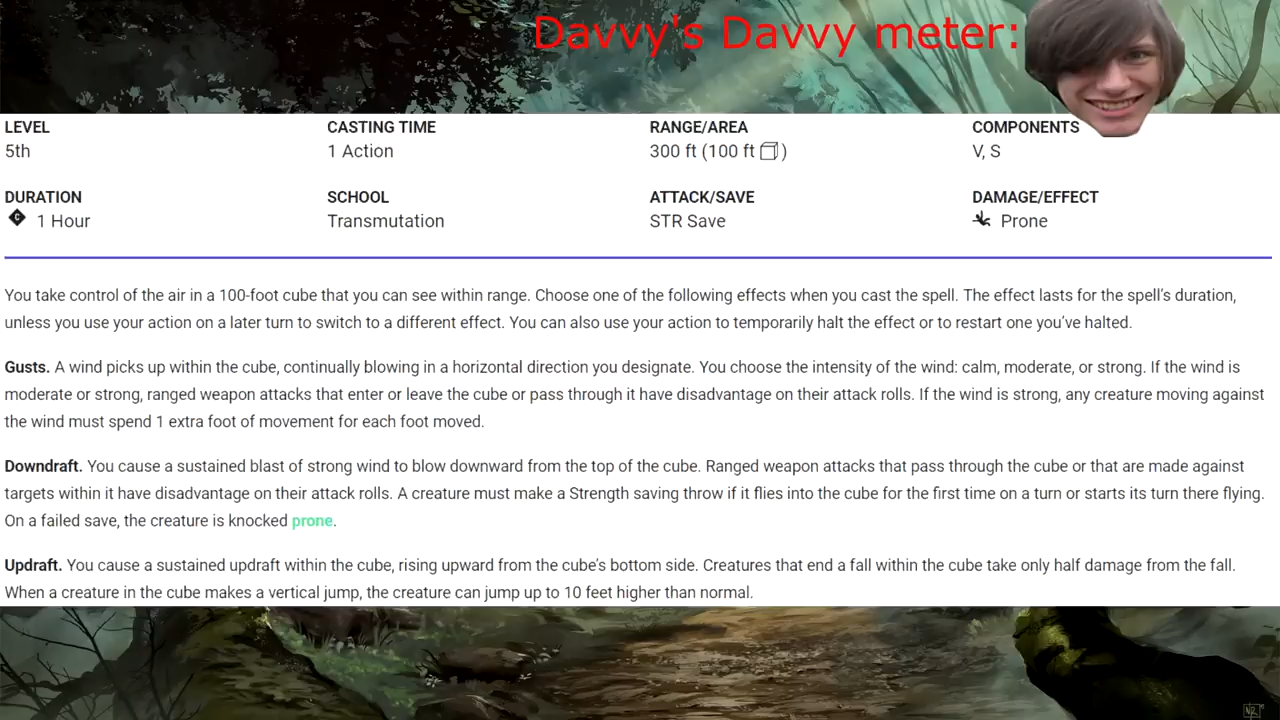 Davvy's Davvy meter:
LEVEL CASTING TIME RANGE/AREA COMPONENTS
5th 1 Action 300 ft (100 ft ) V, S
DURATION SCHOOL ATTACK/SAVE DAMAGE/EFFECT
C 1 Hour Transmutation STR Save Prone
You take control of the air in a 100-foot cube that you can see within range. Choose one of the following effects when you cast the spell. The effect lasts for the spell's duration,
unless you use your action on a later turn to switch to a different effect. You can also use your action to temporarily halt the effect or to restart one you've halted.
Gusts. A wind picks up within the cube, continually blowing in a horizontal direction you designate. You choose the intensity of the wind: calm, moderate, or strong. If the wind is
moderate or strong, ranged weapon attacks that enter or leave the cube or pass through it have disadvantage on their attack rolls. If the wind is strong, any creature moving against
the wind must spend 1 extra foot of movement for each foot moved.
Downdraft. You cause a sustained blast of strong wind to blow downward from the top of the cube. Ranged weapon attacks that pass through the cube or that are made against
targets within it have disadvantage on their attack rolls. A creature must make a Strength saving throw if it flies into the cube for the first time on a turn or starts its turn there flying.
On a failed save, the creature is knocked prone.
Updraft. You cause a sustained updraft within the cube, rising upward from the cube's bottom side. Creatures that end a fall within the cube take only half damage from the fall.
When a creature in the cube makes a vertical jump, the creature can jump up to 10 feet higher than normal.